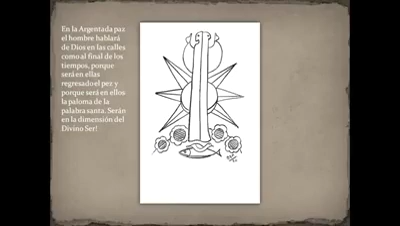 En la Argentada paz
el hombre hablará
de Dios en las calles
como al final de los
tiempos, porque
será en ellas
regresado el pez y
porque será en ellos
la paloma de la
palabra santa. Serán
en la dimensión del
Divino Ser!